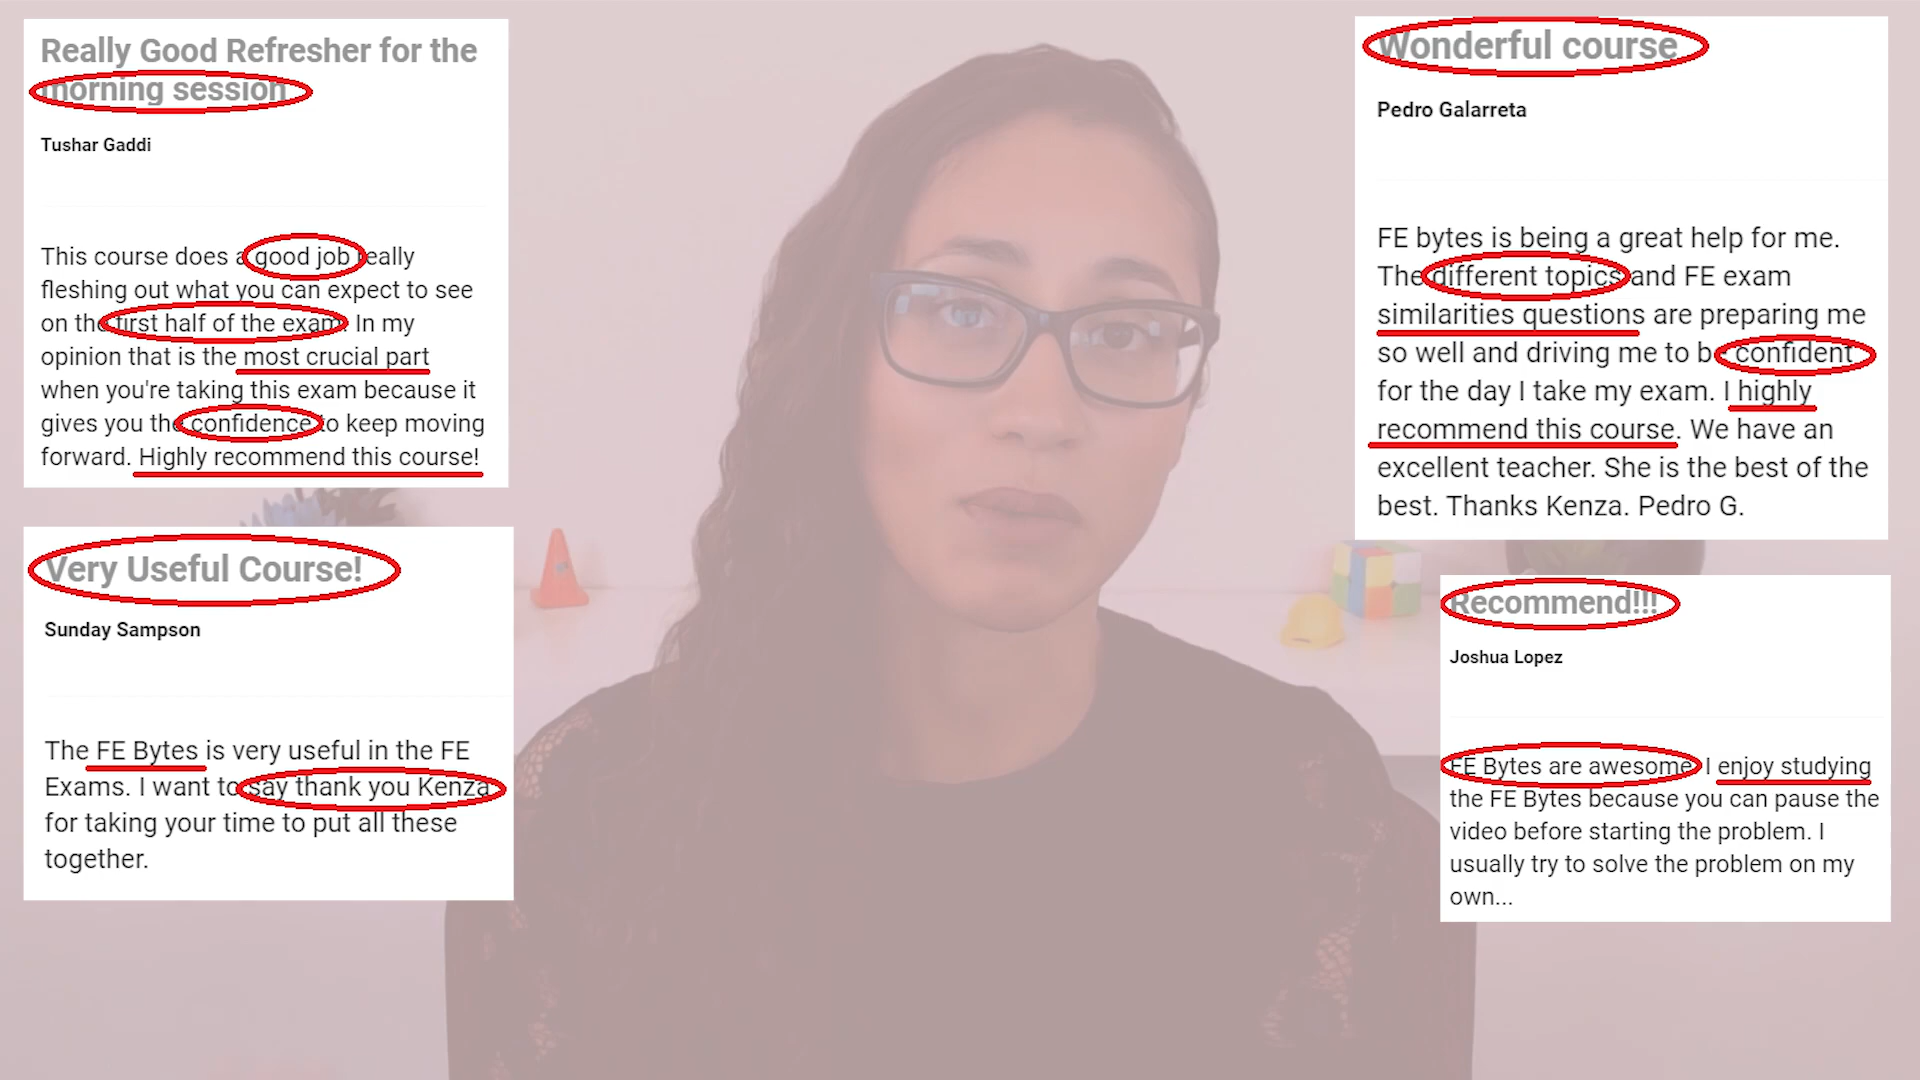 Really Good Refresher for the
morning session
Tushar Gaddi
This course does a good job really
fleshing out what you can expect to see
on the first half of the exam. In my
opinion that is the most crucial part
when you're taking this exam because it
gives you the confidence to keep moving
forward. Highly recommend this course!
Very Useful Course!
Sunday Sampson
The FE Bytes is very useful in the FE
Exams. I want to say thank you Kenza
for taking your time to put all these
together.
Wonderful course
Pedro Galarreta
FE bytes is being a great help for me.
The different topics and FE exam
similarities questions are preparing me
so well and driving me to be confident
for the day I take my exam. I highly
recommend this course. We have an
excellent teacher. She is the best of the
best. Thanks Kenza. Pedro G.
Recommend!!!
Joshua Lopez
FE Bytes are awesome. I enjoy studying
the FE Bytes because you can pause the
video before starting the problem. I
usually try to solve the problem on my
own...